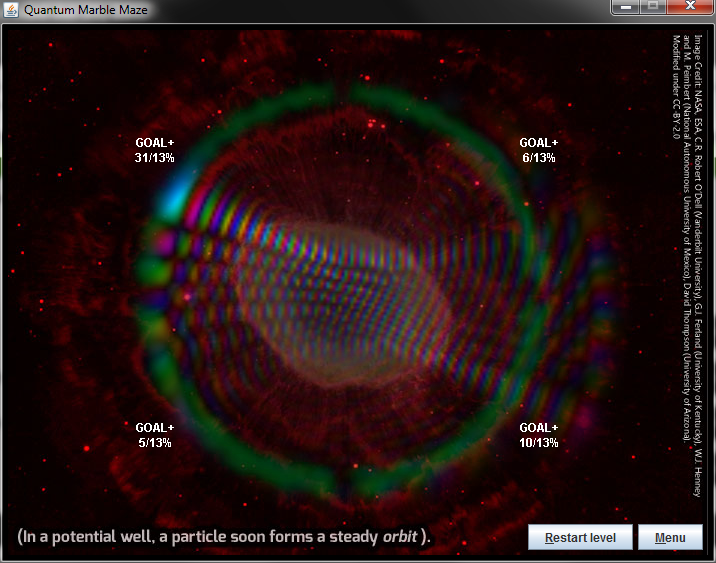 Quantum Marble Maze
GOAL+
31/13%
GOAL+
6/13%
GOAL+
5/13%
GOAL+
10/13%
Image Credit: NASA, ESA, C.R. Robert O'Dell (Vanderbilt University), G.J. Ferland (University of Kentucky), W.J. Henney
and M. Peimbert (National Autonomous University of Mexico), David Thompson (University of Arizona).
Modified under CC-BY-2.0
(In a potential well, a particle soon forms a steady orbit ).
Restart level
Menu